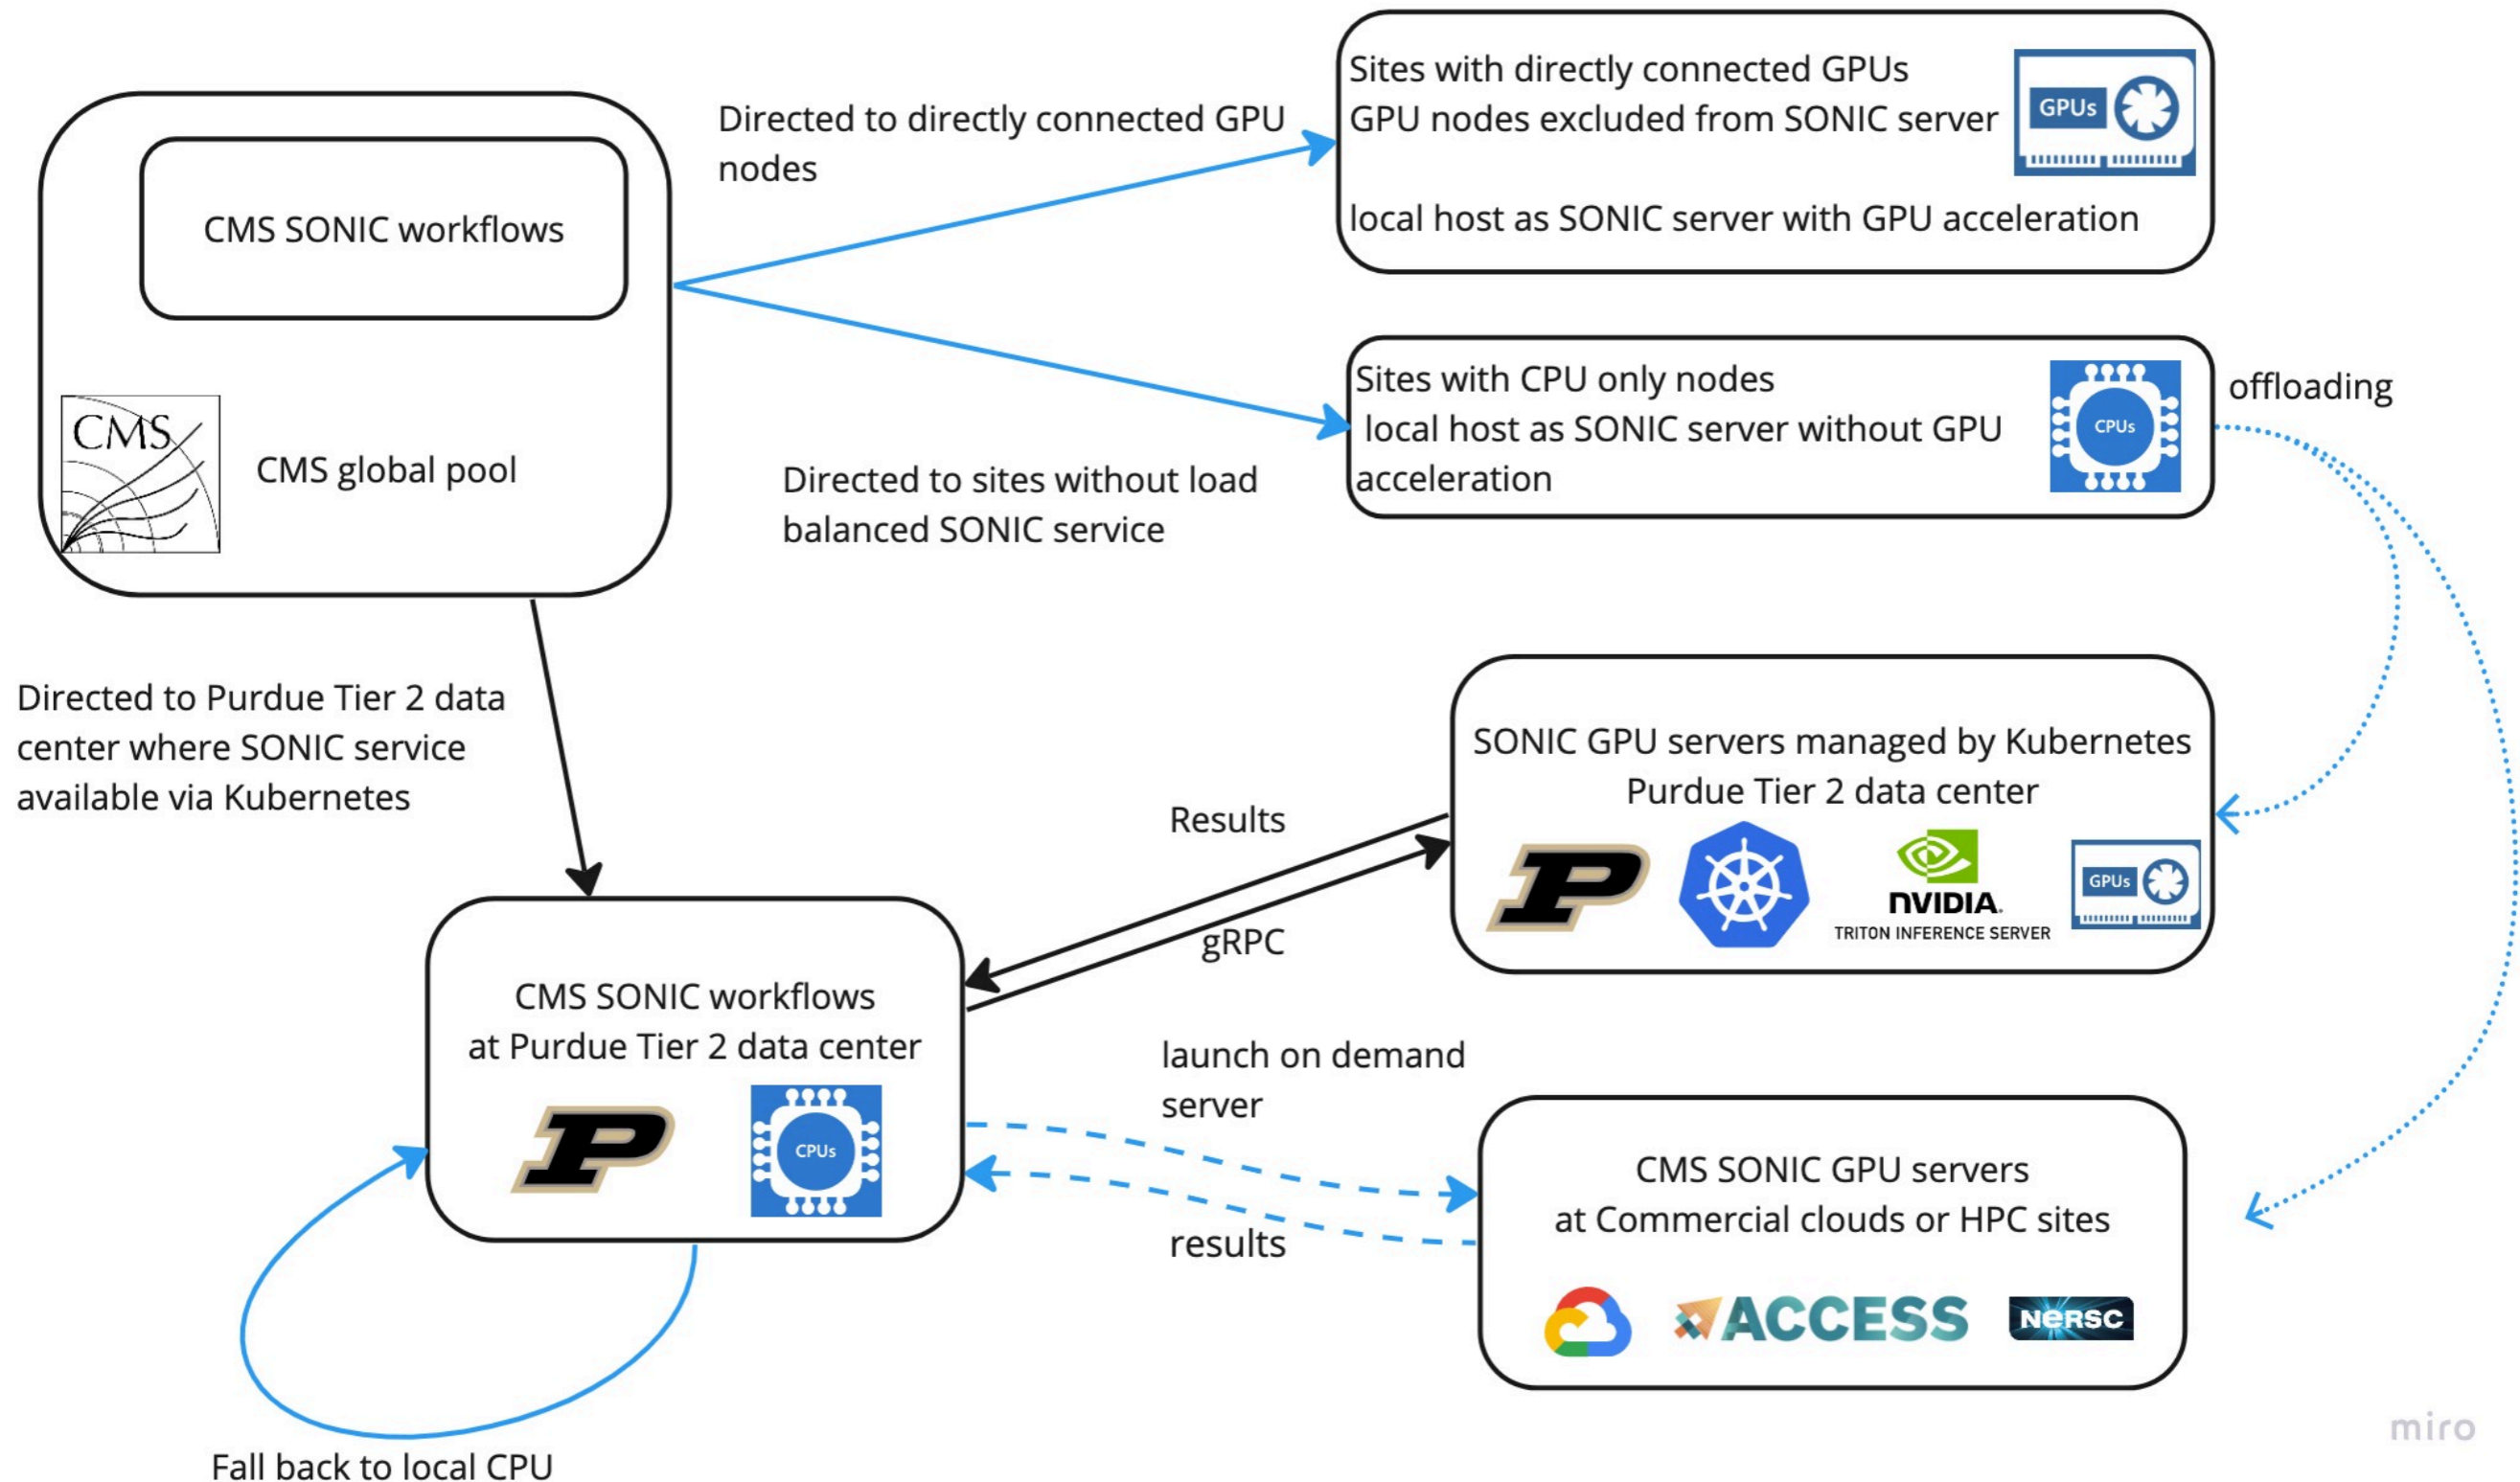 Sites with directly connected GPUs
GPU nodes excluded from SONIC server
local host as SONIC server with GPU acceleration
GPUs
Directed to directly connected GPU
nodes
CMS SONIC workflows
CMS
CMS global pool
Sites with CPU only nodes
local host as SONIC server without GPU
acceleration
CPUs
offloading
Directed to sites without load
balanced SONIC service
Directed to Purdue Tier 2 data
center where SONIC service
available via Kubernetes
SONIC GPU servers managed by Kubernetes
Purdue Tier 2 data center
P
NVIDIA.
TRITON INFERENCE SERVER
GPUs
Results
gRPC
CMS SONIC workflows
at Purdue Tier 2 data center
P
CPUs
launch on demand
server
results
CMS SONIC GPU servers
at Commercial clouds or HPC sites
ACCESS
NERSC
Fall back to local CPU
miro